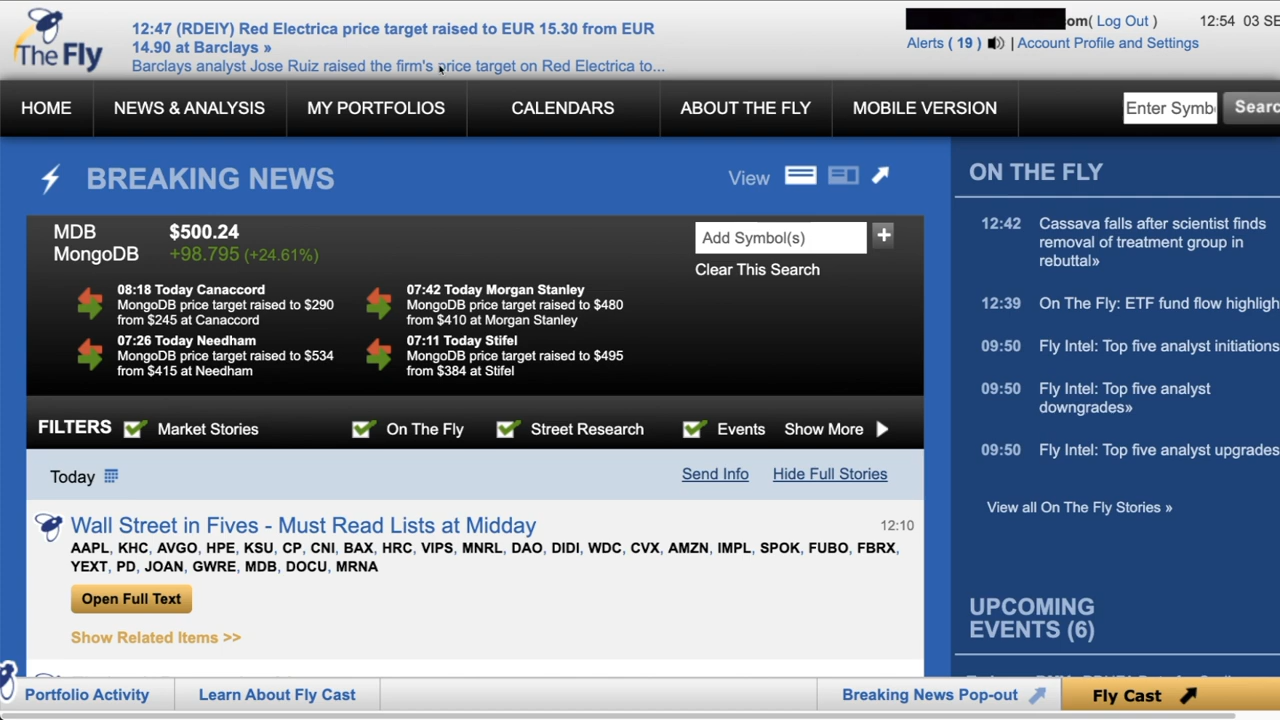 The Fly
12:47 (RDEIY) Red Electrica price target raised to EUR 15.30 from EUR
14.90 at Barclays »
Barclays analyst Jose Ruiz raised the firm's price target on Red Electrica to...
om( Log Out )
12:54 03 SE
Alerts ( 19 ) | Account Profile and Settings
HOME
NEWS & ANALYSIS
MY PORTFOLIOS
CALENDARS
ABOUT THE FLY
MOBILE VERSION
Enter Symb
Searc
BREAKING NEWS
View
MDB
MongoDB
$500.24
+98.795 (+24.61%)
Add Symbol(s)
+
Clear This Search
08:18 Today Canaccord
MongoDB price target raised to $290
from $245 at Canaccord
07:42 Today Morgan Stanley
MongoDB price target raised to $480
from $410 at Morgan Stanley
07:26 Today Needham
MongoDB price target raised to $534
from $415 at Needham
07:11 Today Stifel
MongoDB price target raised to $495
from $384 at Stifel
FILTERS
Market Stories
On The Fly
Street Research
Events
Show More
Today
Send Info
Hide Full Stories
Wall Street in Fives - Must Read Lists at Midday
12:10
AAPL, KHC, AVGO, HPE, KSU, CP, CNI, BAX, HRC, VIPS, MNRL, DAO, DIDI, WDC, CVX, AMZN, IMPL, SPOK, FUBO, FBRX,
YEXT, PD, JOAN, GWRE, MDB, DOCU, MRNA
Open Full Text
Show Related Items >>
ON THE FLY
12:42 Cassava falls after scientist finds
removal of treatment group in
rebuttal»
12:39 On The Fly: ETF fund flow highligh
09:50 Fly Intel: Top five analyst initiations
09:50 Fly Intel: Top five analyst
downgrades»
09:50 Fly Intel: Top five analyst upgrades
View all On The Fly Stories »
UPCOMING
EVENTS (6)
Portfolio Activity
Learn About Fly Cast
Breaking News Pop-out
Fly Cast